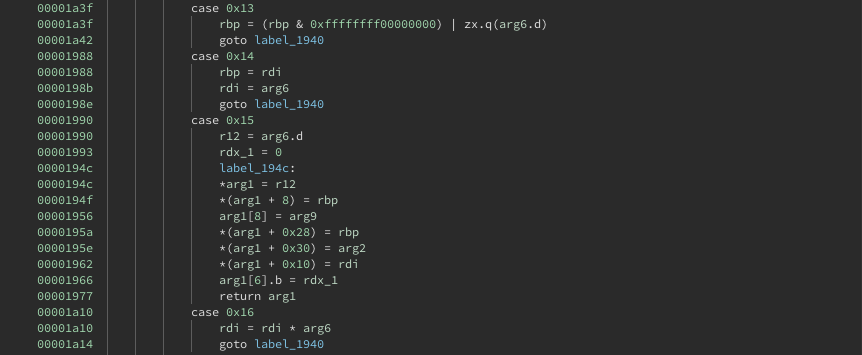 00001a3f case 0x13
00001a3f rbp = (rbp & 0xffffffff00000000) | zx.q(arg6.d)
00001a42 goto label_1940
00001988 case 0x14
00001988 rbp = rdi
0000198b rdi = arg6
0000198e goto label_1940
00001990 case 0x15
00001990 r12 = arg6.d
00001993 rdx_1 = 0
0000194c label_194c:
0000194c *arg1 = r12
0000194f *(arg1 + 8) = rbp
00001956 arg1[8] = arg9
0000195a *(arg1 + 0x28) = rbp
0000195e *(arg1 + 0x30) = arg2
00001962 *(arg1 + 0x10) = rdi
00001966 arg1[6].b = rdx_1
00001977 return arg1
00001a10 case 0x16
00001a10 rdi = rdi * arg6
00001a14 goto label_1940